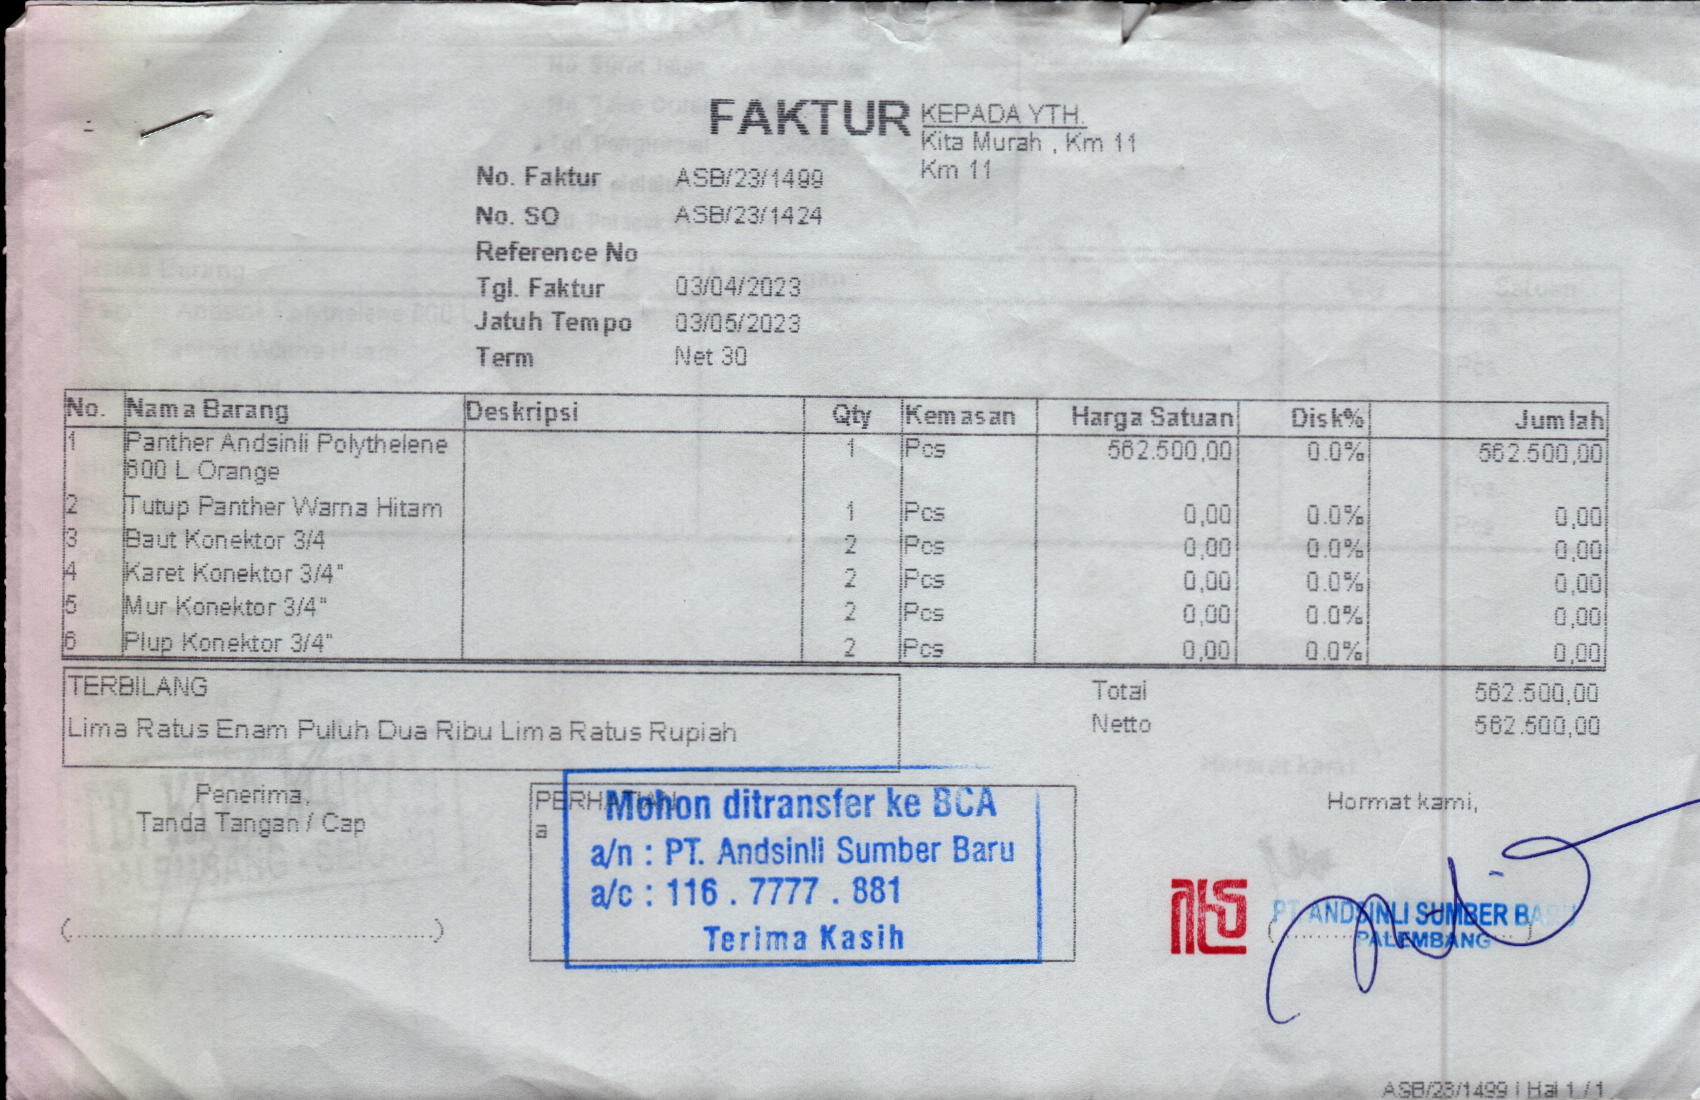 FAKTUR
KEPADA YTH.
Kita Murah , Km 11
Km 11
No. Faktur ASB/23/1499
No. SO ASB/23/1424
Reference No
Tgl. Faktur 03/04/2023
Jatuh Tempo 03/05/2023
Term Net 30
No. Nama Barang Deskripsi Qty Kemasan Harga Satuan Disk% Jumlah
1 Panther Andsinli Polythelene 1 Pcs 562.500,00 0.0% 562.500,00
600 L Orange
2 Tutup Panther Warna Hitam 1 Pcs 0,00 0.0% 0,00
3 Baut Konektor 3/4 2 Pcs 0,00 0.0% 0,00
4 Karet Konektor 3/4" 2 Pcs 0,00 0.0% 0,00
5 Mur Konektor 3/4" 2 Pcs 0,00 0.0% 0,00
6 Plup Konektor 3/4" 2 Pcs 0,00 0.0% 0,00
TERBILANG
Lima Ratus Enam Puluh Dua Ribu Lima Ratus Rupiah
Total 562.500,00
Netto 562.500,00
Penerima,
Tanda Tangan / Cap
PERHATIAN
a
Mohon ditransfer ke BCA
a/n : PT. Andsinli Sumber Baru
a/c : 116 . 7777 . 881
Terima Kasih
Hormat kami,
PT ANDSINLI SUMBER BARU
PALEMBANG
ASB/23/1499 | Hal 1 / 1